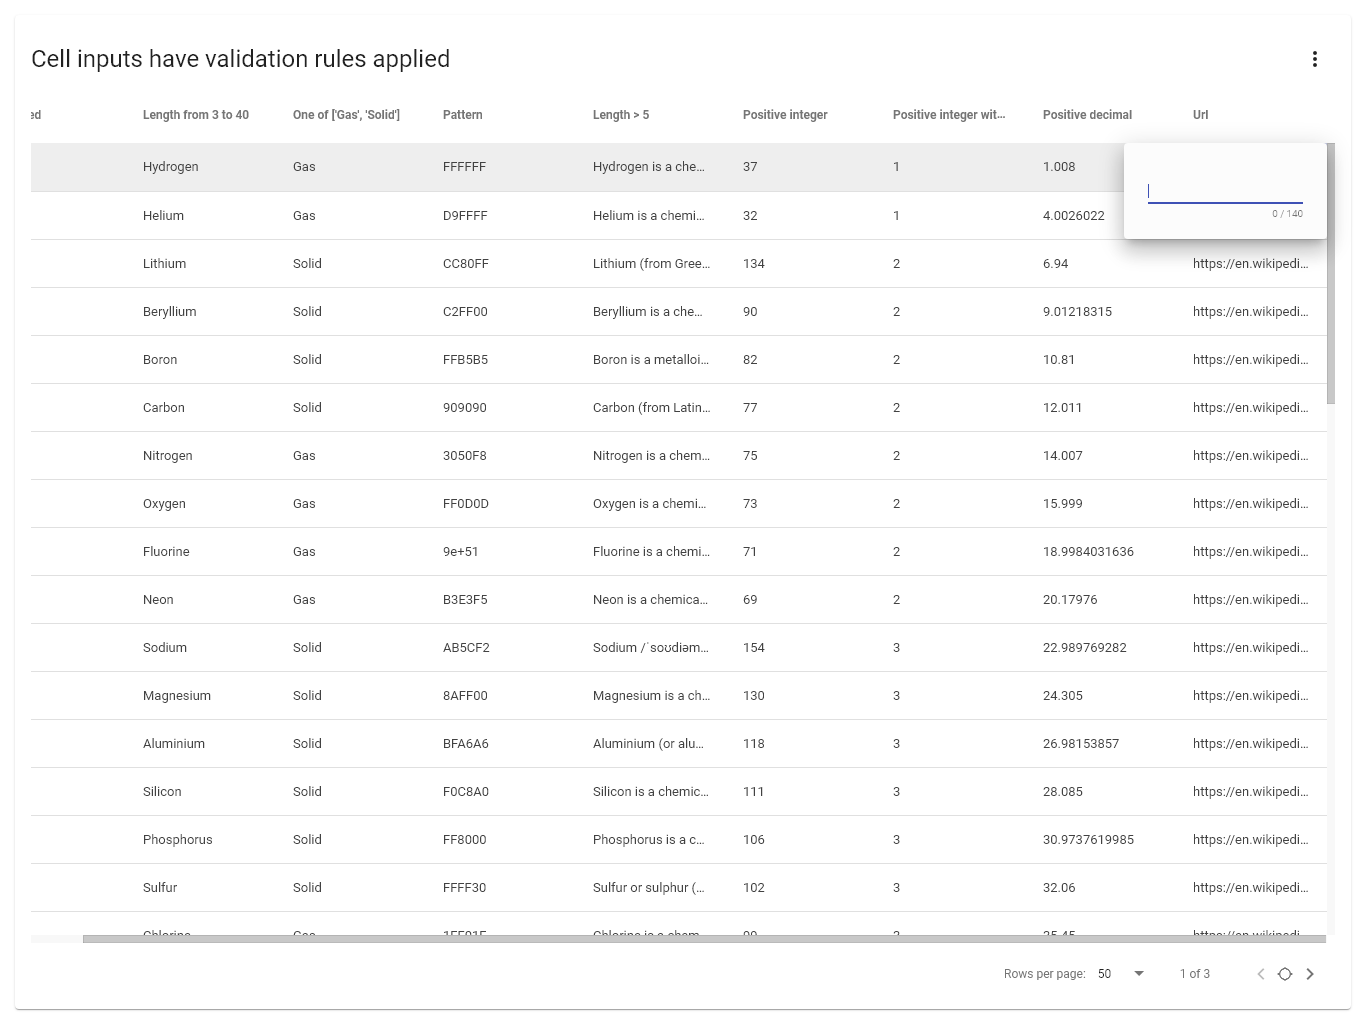 Cell inputs have validation rules applied
ed Length from 3 to 40 One of ['Gas', 'Solid'] Pattern Length > 5 Positive integer Positive integer wit... Positive decimal Url
Hydrogen Gas FFFFFF Hydrogen is a che... 37 1 1.008
0 / 140
Helium Gas D9FFFF Helium is a chemi... 32 1 4.0026022
Lithium Solid CC80FF Lithium (from Gree... 134 2 6.94 https://en.wikipedi...
Beryllium Solid C2FF00 Beryllium is a che... 90 2 9.01218315 https://en.wikipedi...
Boron Solid FFB5B5 Boron is a metalloi... 82 2 10.81 https://en.wikipedi...
Carbon Solid 909090 Carbon (from Latin... 77 2 12.011 https://en.wikipedi...
Nitrogen Gas 3050F8 Nitrogen is a chem... 75 2 14.007 https://en.wikipedi...
Oxygen Gas FF0D0D Oxygen is a chemi... 73 2 15.999 https://en.wikipedi...
Fluorine Gas 9e+51 Fluorine is a chemi... 71 2 18.9984031636 https://en.wikipedi...
Neon Gas B3E3F5 Neon is a chemica... 69 2 20.17976 https://en.wikipedi...
Sodium Solid AB5CF2 Sodium /ˈsoʊdiəm... 154 3 22.989769282 https://en.wikipedi...
Magnesium Solid 8AFF00 Magnesium is a ch... 130 3 24.305 https://en.wikipedi...
Aluminium Solid BFA6A6 Aluminium (or alu... 118 3 26.98153857 https://en.wikipedi...
Silicon Solid F0C8A0 Silicon is a chemic... 111 3 28.085 https://en.wikipedi...
Phosphorus Solid FF8000 Phosphorus is a c... 106 3 30.9737619985 https://en.wikipedi...
Sulfur Solid FFFF30 Sulfur or sulphur (... 102 3 32.06 https://en.wikipedi...
Chlorine Gas 1FF01F Chlorine is a chem... 99 3 35.45 https://en.wikipedi...
Rows per page: 50 1 of 3